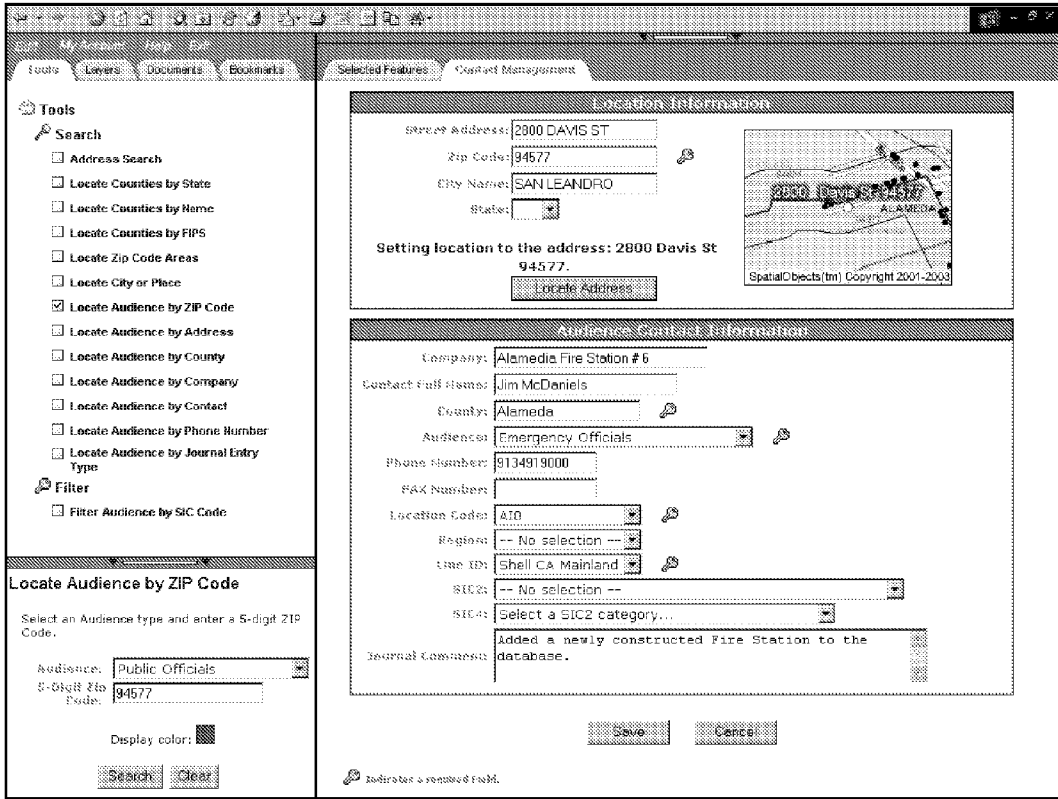 Edit My Account Help Exit
Tools Layers Documents Bookmarks
Tools
Search
Address Search
Locate Counties by State
Locate Counties by Name
Locate Counties by FIPS
Locate Zip Code Areas
Locate City or Place
Locate Audience by ZIP Code
Locate Audience by Address
Locate Audience by County
Locate Audience by Company
Locate Audience by Contact
Locate Audience by Phone Number
Locate Audience by Journal Entry
Type
Filter
Filter Audience by SIC Code
Locate Audience by ZIP Code
Select an Audience type and enter a 5-digit ZIP
Code.
Audience: Public Officials
5-Digit Zip
Code: 94577
Display color:
Search Clear
Selected Features Contact Management
Location Information
Street Address: 2800 DAVIS ST
Zip Code: 94577
City Name: SAN LEANDRO
State:
Setting location to the address: 2800 Davis St
94577.
Locate Address
2800 Davis St 94577
ALAMEDA
SpatialObjects(tm) Copyright 2001-2003
Audience Contact Information
Company: Alamedia Fire Station # 6
Contact Full Name: Jim McDaniels
County: Alameda
Audience: Emergency Officials
Phone Number: 9134919000
FAX Number:
Location Code: AIO
Region: -- No selection --
Line ID: Shell CA Mainland
SIC2: -- No selection --
SIC4: Select a SIC2 category...
Journal Comment: Added a newly constructed Fire Station to the
database.
Save Cancel
Indicates a required field.